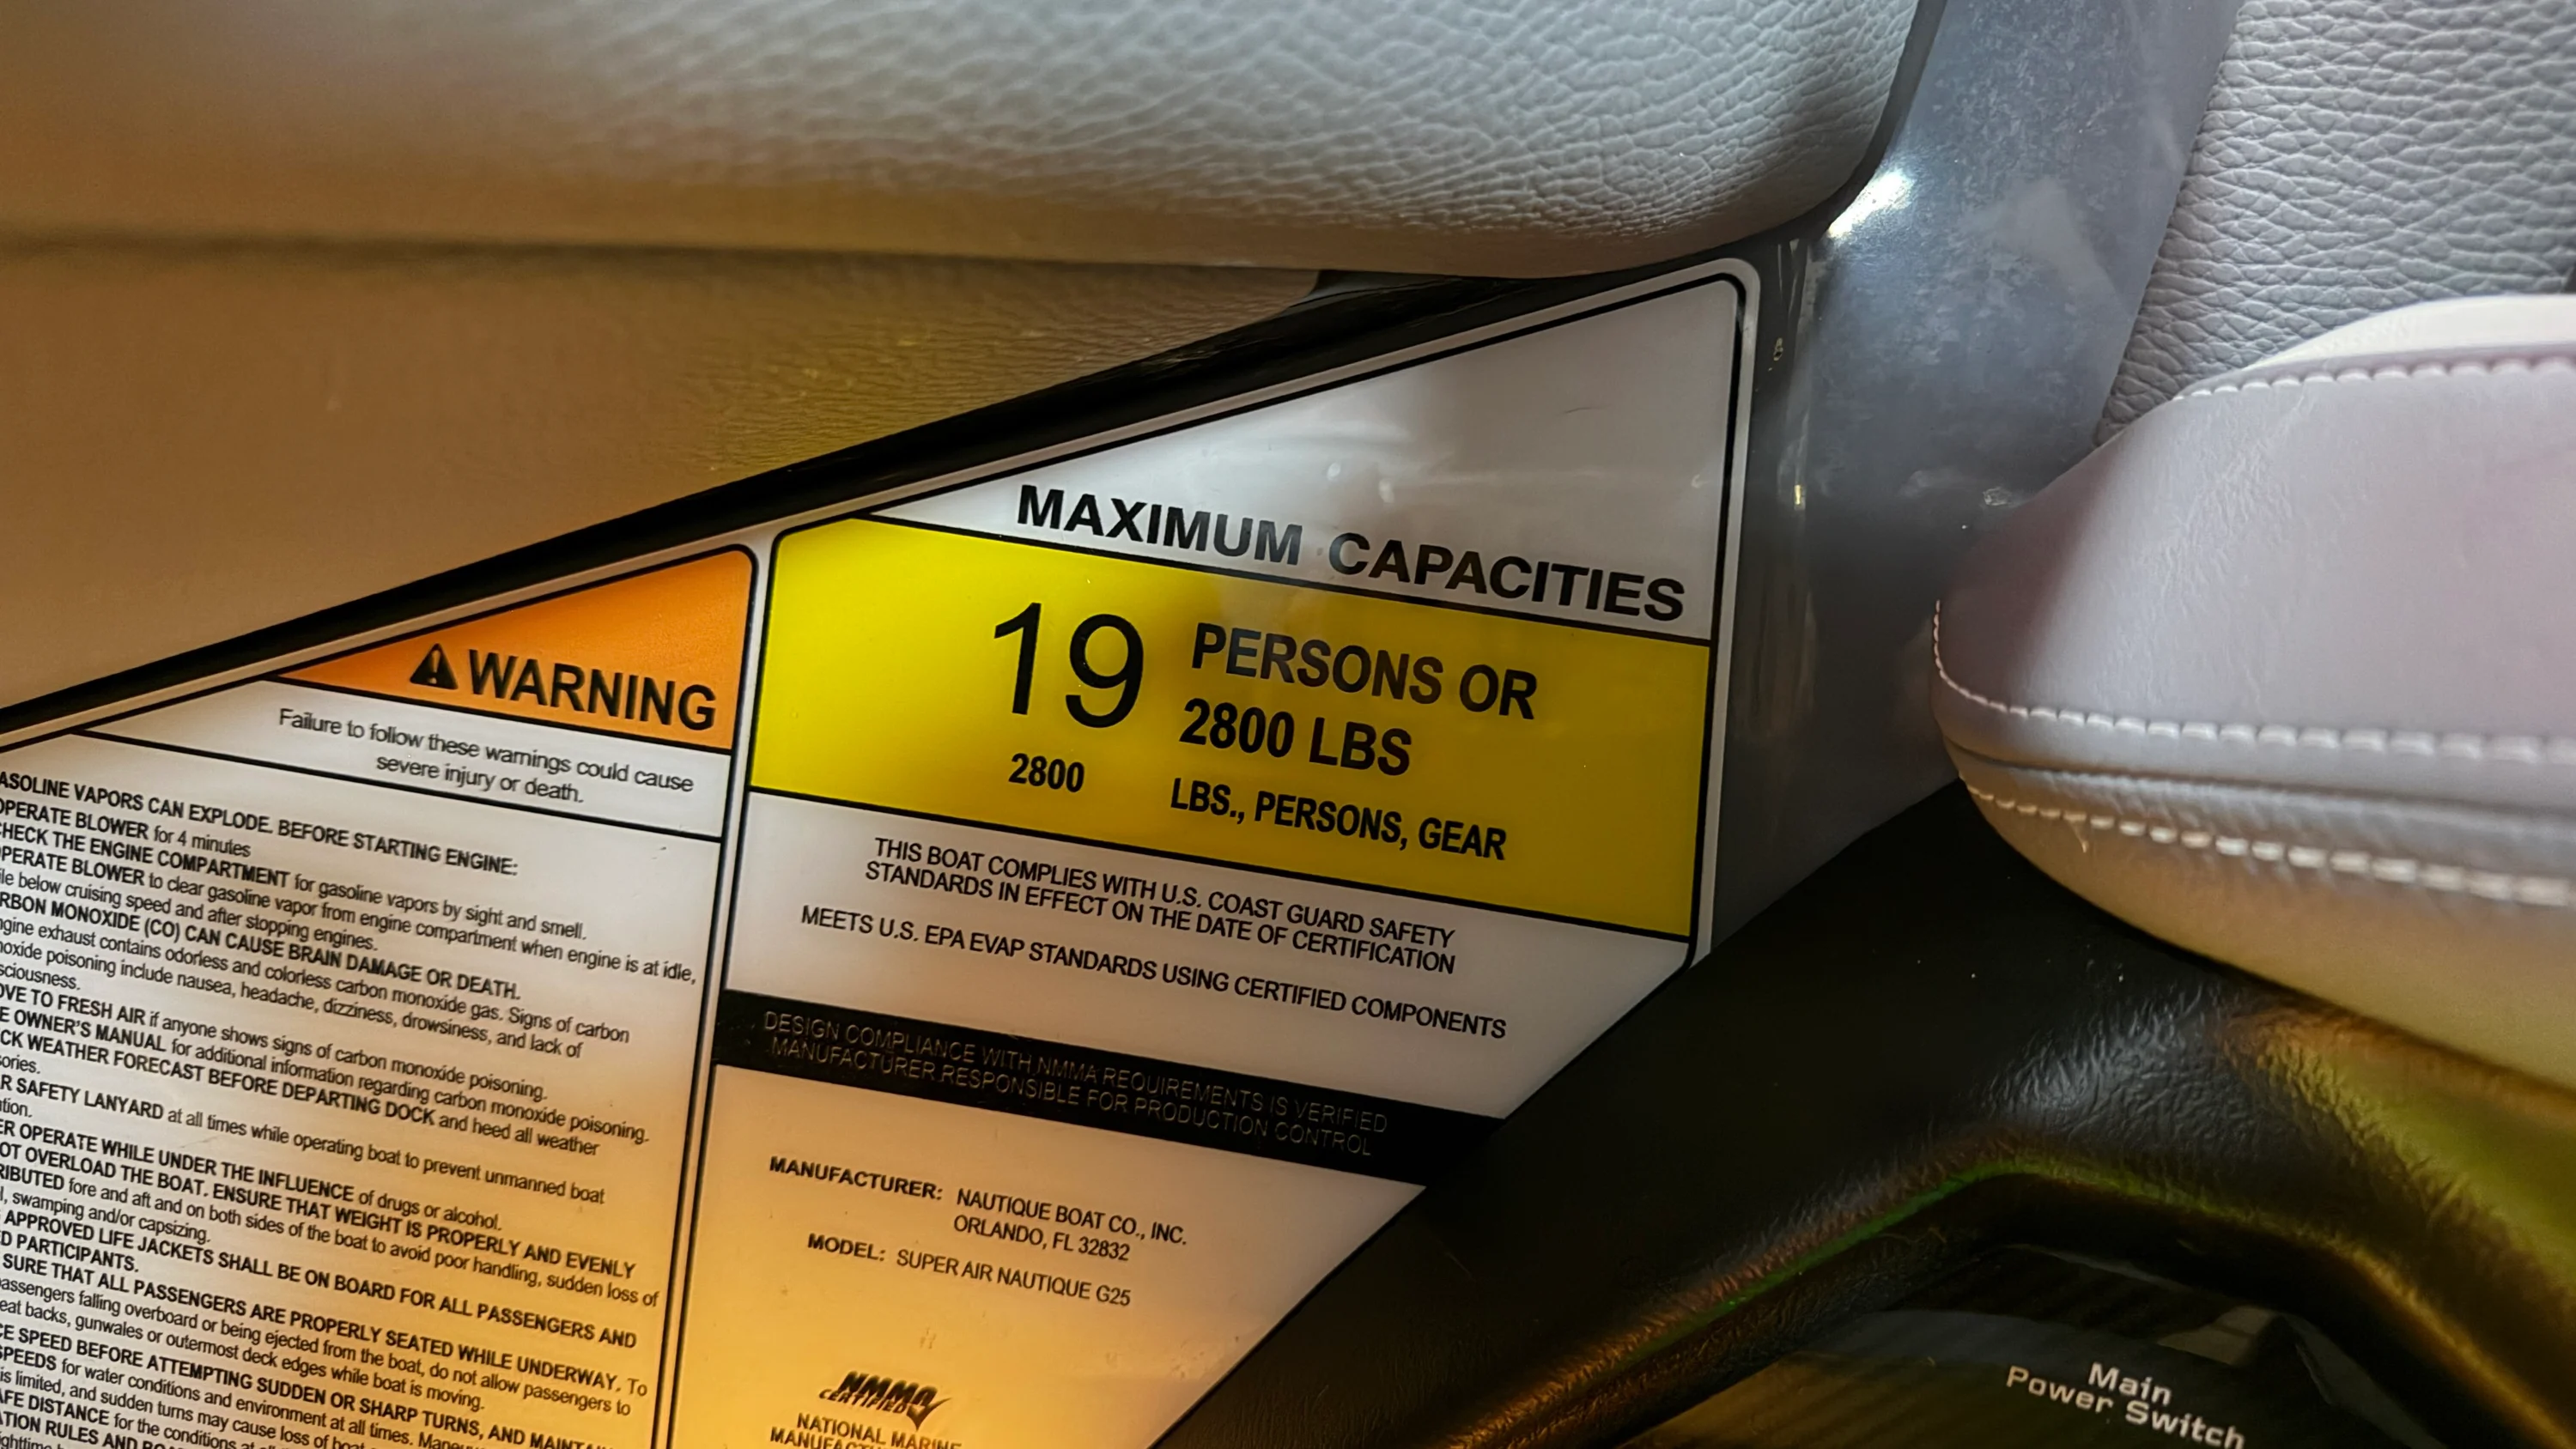 WARNING
Failure to follow these warnings could cause
severe injury or death.
GASOLINE VAPORS CAN EXPLODE. BEFORE STARTING ENGINE:
OPERATE BLOWER for 4 minutes
CHECK THE ENGINE COMPARTMENT for gasoline vapors by sight and smell.
OPERATE BLOWER to clear gasoline vapor from engine compartment when engine is at idle,
below cruising speed and after stopping engines.
CARBON MONOXIDE (CO) CAN CAUSE BRAIN DAMAGE OR DEATH.
engine exhaust contains odorless and colorless carbon monoxide gas. Signs of carbon
monoxide poisoning include nausea, headache, dizziness, drowsiness, and lack of
MOVE TO FRESH AIR if anyone shows signs of carbon monoxide poisoning.
OWNER'S MANUAL for additional information regarding carbon monoxide poisoning.
WEATHER FORECAST BEFORE DEPARTING DOCK and heed all weather
SAFETY LANYARD at all times while operating boat to prevent unmanned boat
OPERATE WHILE UNDER THE INFLUENCE of drugs or alcohol.
OVERLOAD THE BOAT. ENSURE THAT WEIGHT IS PROPERLY AND EVENLY
fore and aft and on both sides of the boat to avoid poor handling, sudden loss of
swamping and/or capsizing.
APPROVED LIFE JACKETS SHALL BE ON BOARD FOR ALL PASSENGERS AND
PARTICIPANTS.
SURE THAT ALL PASSENGERS ARE PROPERLY SEATED WHILE UNDERWAY. To
passengers falling overboard or being ejected from the boat, do not allow passengers to
seat backs, gunwales or outermost deck edges while boat is moving.
SPEED BEFORE ATTEMPTING SUDDEN OR SHARP TURNS, AND
SPEEDS for water conditions and environment at all times.
is limited, and sudden turns may cause loss of
DISTANCE for the conditions
RULES AND
MAXIMUM CAPACITIES
19 PERSONS OR
2800 LBS
2800 LBS., PERSONS, GEAR
THIS BOAT COMPLIES WITH U.S. COAST GUARD SAFETY
STANDARDS IN EFFECT ON THE DATE OF CERTIFICATION
MEETS U.S. EPA EVAP STANDARDS USING CERTIFIED COMPONENTS
DESIGN COMPLIANCE WITH NMMA REQUIREMENTS IS VERIFIED
MANUFACTURER RESPONSIBLE FOR PRODUCTION CONTROL
MANUFACTURER: NAUTIQUE BOAT CO., INC.
ORLANDO, FL 32832
MODEL: SUPER AIR NAUTIQUE G25
NMMA
CERTIFIED
NATIONAL MARINE
Main
Power Switch